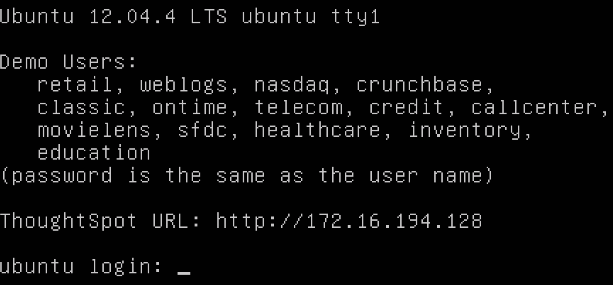 Ubuntu 12.04.4 LTS ubuntu tty1
Demo Users:
retail, weblogs, nasdaq, crunchbase,
classic, ontime, telecom, credit, callcenter,
movielens, sfdc, healthcare, inventory,
education
(password is the same as the user name)
ThoughtSpot URL: http://172.16.194.128
ubuntu login: _